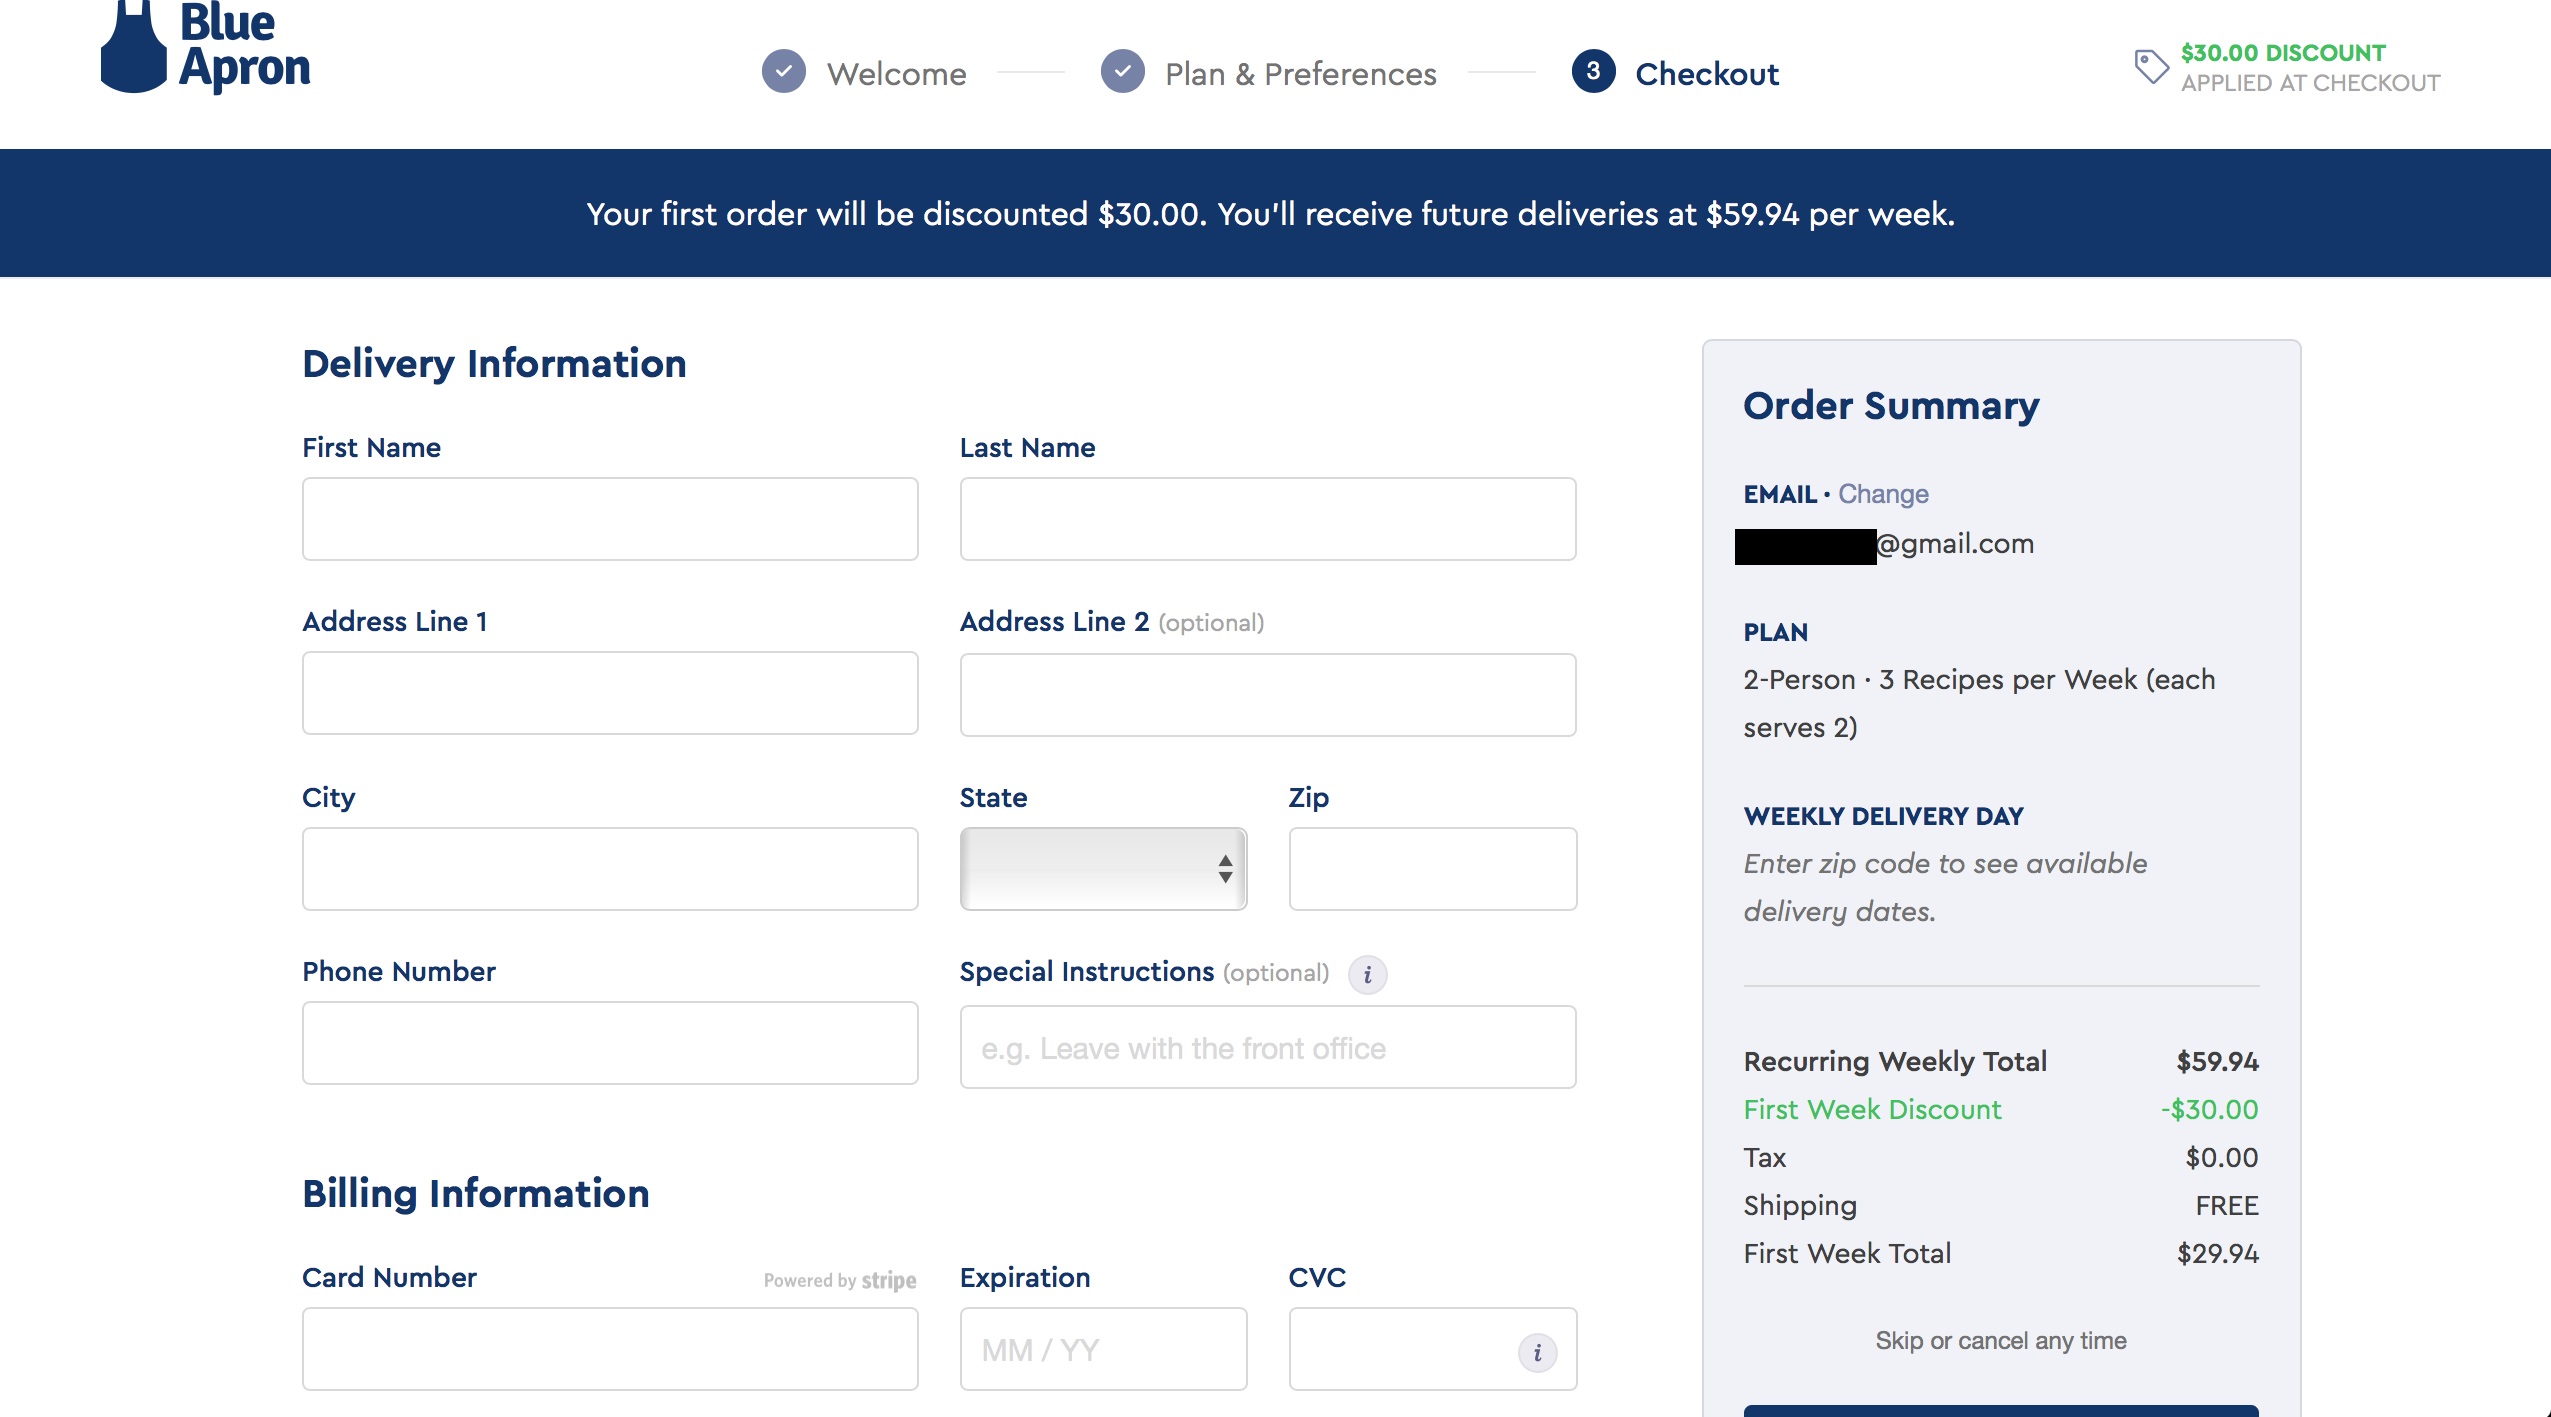 Blue
Apron
Welcome
Plan & Preferences
3 Checkout
$30.00 DISCOUNT
APPLIED AT CHECKOUT
Your first order will be discounted $30.00. You'll receive future deliveries at $59.94 per week.
Delivery Information
First Name
Last Name
Address Line 1
Address Line 2 (optional)
City
State
Zip
Phone Number
Special Instructions (optional) i
e.g. Leave with the front office
Billing Information
Card Number
Powered by stripe
Expiration
CVC
MM / YY
i
Order Summary
EMAIL · Change
@gmail.com
PLAN
2-Person · 3 Recipes per Week (each
serves 2)
WEEKLY DELIVERY DAY
Enter zip code to see available
delivery dates.
Recurring Weekly Total $59.94
First Week Discount -$30.00
Tax $0.00
Shipping FREE
First Week Total $29.94
Skip or cancel any time